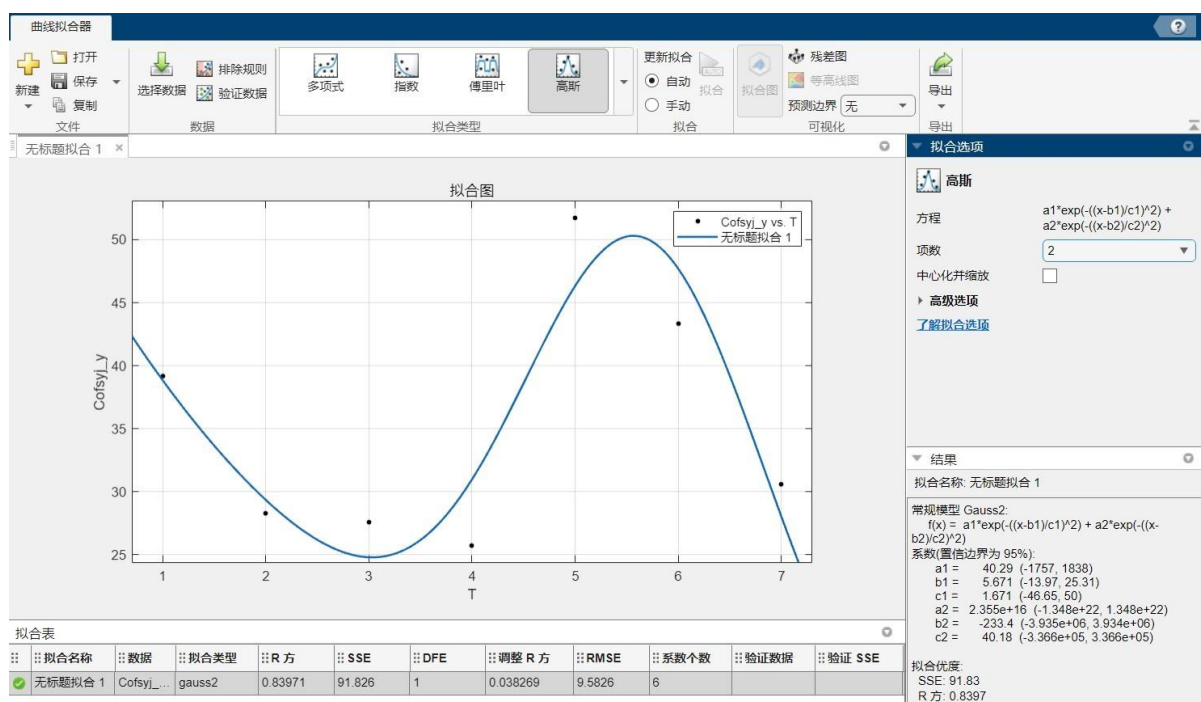 曲线拟合器
?
新建
打开
保存
复制
文件
选择数据
排除规则
验证数据
数据
多项式
指数
傅里叶
高斯
拟合类型
更新拟合
自动
手动
拟合
拟合
拟合图
残差图
等高线图
预测边界 无
可视化
导出
导出
无标题拟合 1 ×
拟合图
Cofsyj_y vs. T
无标题拟合 1
50
45
40
35
30
25
Cofsyj_y
1 2 3 4 5 6 7
T
拟合表
拟合名称 数据 拟合类型 R 方 SSE DFE 调整 R 方 RMSE 系数个数 验证数据 验证 SSE
无标题拟合 1 Cofsyj_... gauss2 0.83971 91.826 1 0.038269 9.5826 6
拟合选项
高斯
方程 a1*exp(-((x-b1)/c1)^2) +
a2*exp(-((x-b2)/c2)^2)
项数 2
中心化并缩放
高级选项
了解拟合选项
结果
拟合名称: 无标题拟合 1
常规模型 Gauss2:
f(x) = a1*exp(-((x-b1)/c1)^2) + a2*exp(-((x-
b2)/c2)^2)
系数(置信边界为 95%):
a1 = 40.29 (-1757, 1838)
b1 = 5.671 (-13.97, 25.31)
c1 = 1.671 (-46.65, 50)
a2 = 2.355e+16 (-1.348e+22, 1.348e+22)
b2 = -233.4 (-3.935e+06, 3.934e+06)
c2 = 40.18 (-3.366e+05, 3.366e+05)
拟合优度:
SSE: 91.83
R 方: 0.8397